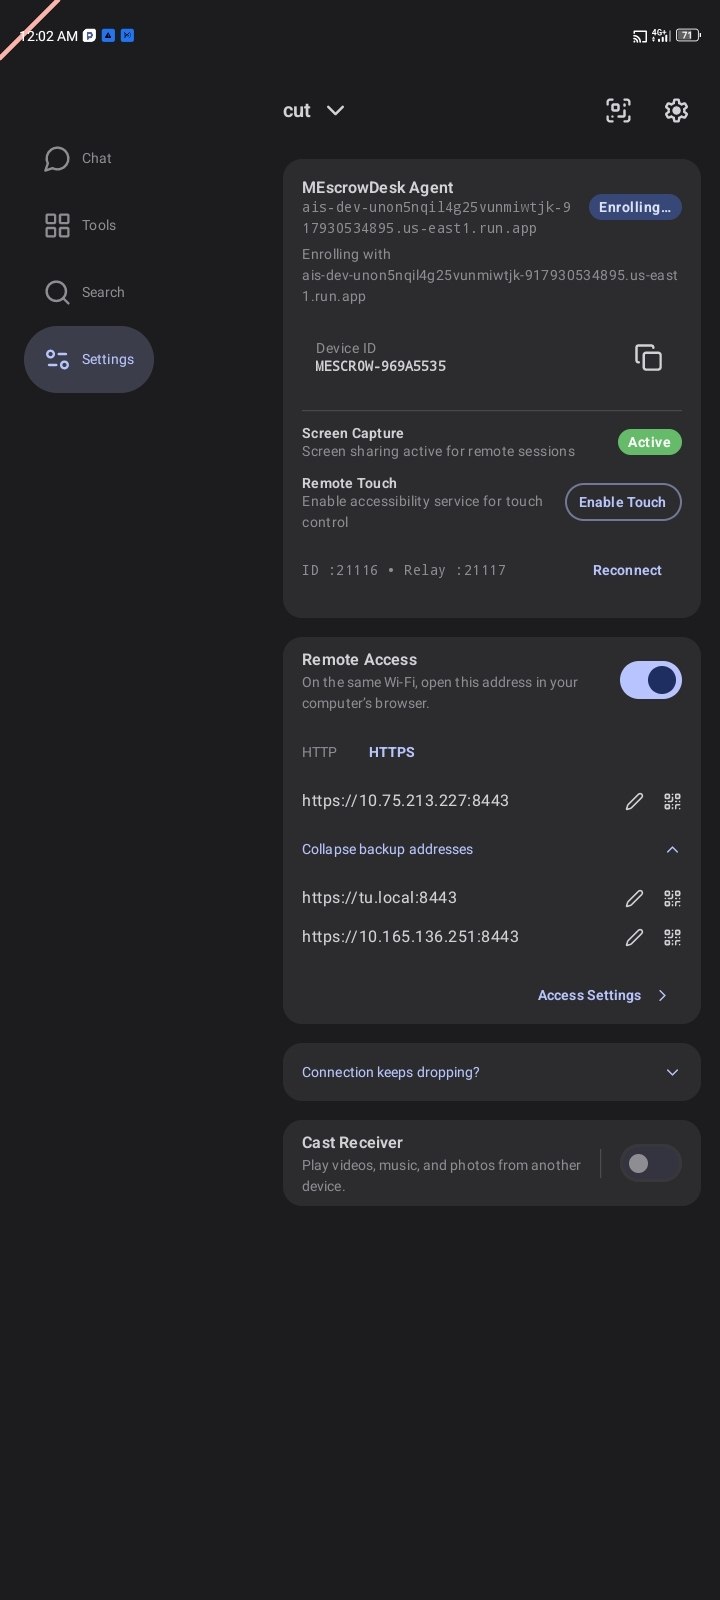 12:02 AM
4G+
71
cut
Chat
Tools
Search
Settings
MEscrowDesk Agent
ais-dev-unon5nqil4g25vunmiwtjk-9
17930534895.us-east1.run.app
Enrolling…
Enrolling with
ais-dev-unon5nqil4g25vunmiwtjk-917930534895.us-east
1.run.app
Device ID
MESCROW-969A5535
Screen Capture
Screen sharing active for remote sessions
Active
Remote Touch
Enable accessibility service for touch
control
Enable Touch
ID :21116 • Relay :21117
Reconnect
Remote Access
On the same Wi-Fi, open this address in your
computer's browser.
HTTP HTTPS
https://10.75.213.227:8443
Collapse backup addresses
https://tu.local:8443
https://10.165.136.251:8443
Access Settings
Connection keeps dropping?
Cast Receiver
Play videos, music, and photos from another
device.